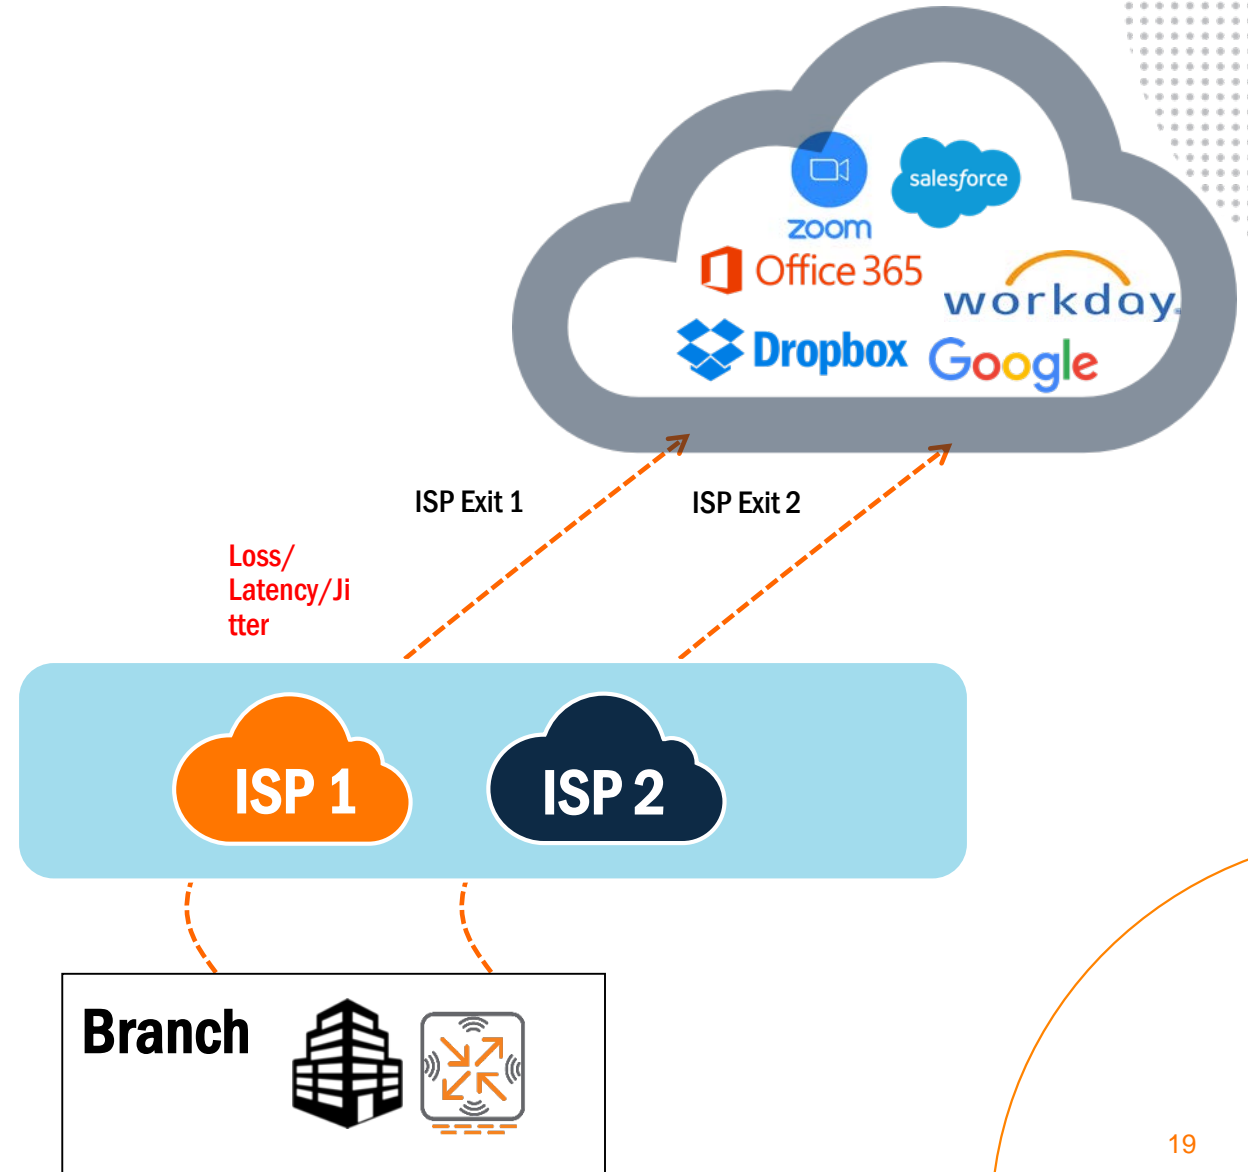 zoom
salesforce
Office 365
workday.
Dropbox
Google
ISP Exit 1
ISP Exit 2
Loss/
Latency/Ji
tter
ISP 1
ISP 2
Branch
19